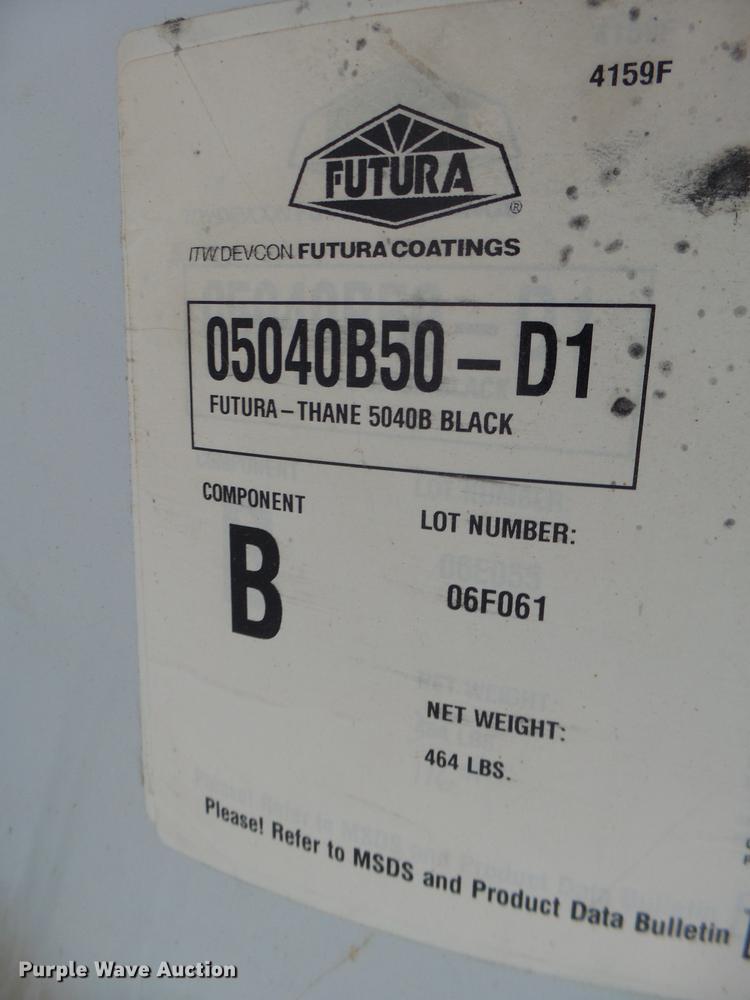 4159F
FUTURA
®
ITW DEVCON FUTURA COATINGS
05040B50-D1
FUTURA-THANE 5040B BLACK
COMPONENT
B
LOT NUMBER:
06F061
NET WEIGHT:
464 LBS.
Please! Refer to MSDS and Product Data Bulletin
Purple Wave Auction